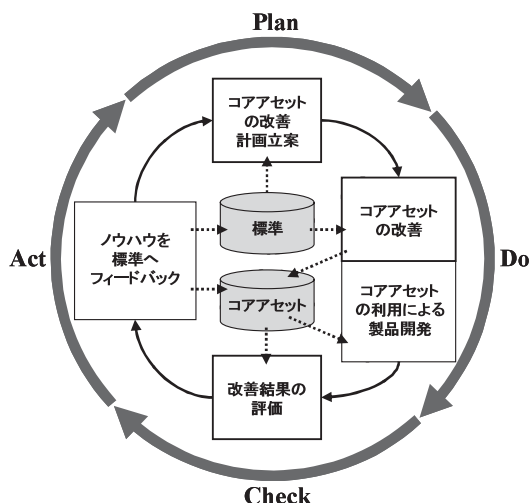 Plan
コアアセット
の改善
計画立案
コアアセット
の改善
標準
ノウハウを
標準へ
フィードバック
Act
Do
コアアセット
コアアセット
の利用による
製品開発
改善結果の
評価
Check